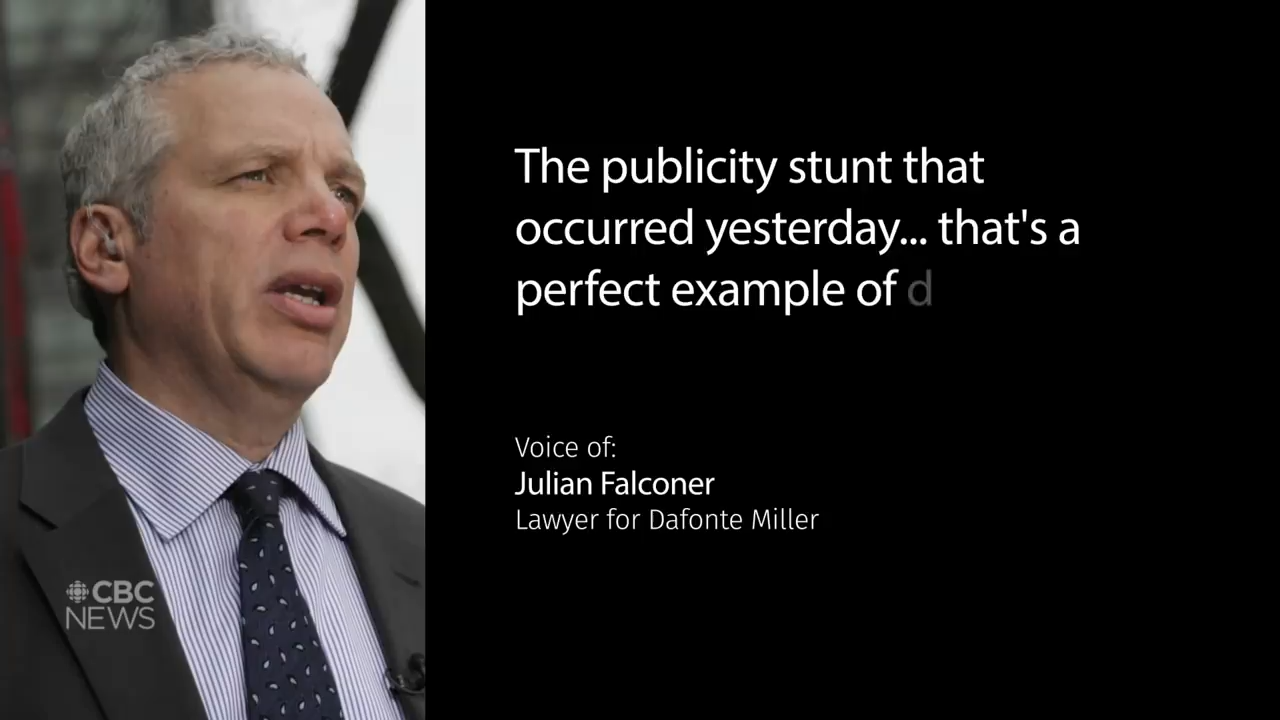 The publicity stunt that
occurred yesterday... that's a
perfect example of d
Voice of:
Julian Falconer
Lawyer for Dafonte Miller
CBC
NEWS